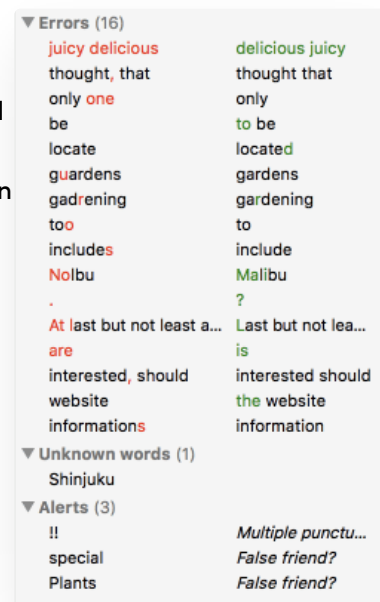 Errors (16)
juicy delicious delicious juicy
thought, that thought that
only one only
be to be
locate located
guardens gardens
gadrening gardening
too to
includes include
Nolbu Malibu
. ?
At last but not least a... Last but not lea...
are is
interested, should interested should
website the website
informations information
Unknown words (1)
Shinjuku
Alerts (3)
!! Multiple punctu...
special False friend?
Plants False friend?